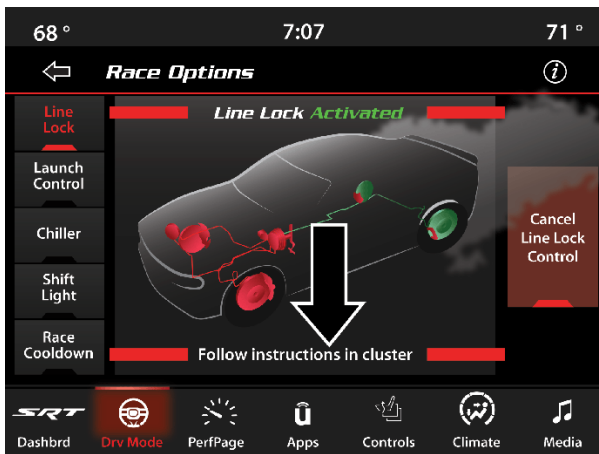 68 °
7:07
71 °
Race Options
i
Line
Lock
Line Lock Activated
Launch
Control
Chiller
Cancel
Line Lock
Control
Shift
Light
Race
Cooldown
Follow instructions in cluster
SRT
Û
Dashbrd
Drv Mode
PerfPage
Apps
Controls
Climate
Media